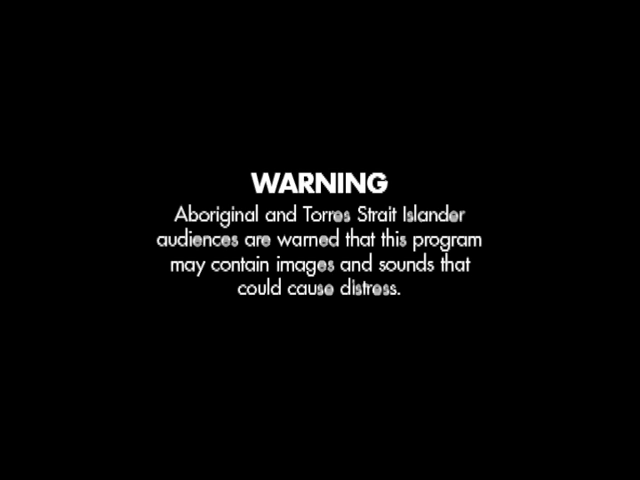 WARNING
Aboriginal and Torres Strait Islander
audiences are warned that this program
may contain images and sounds that
could cause distress.